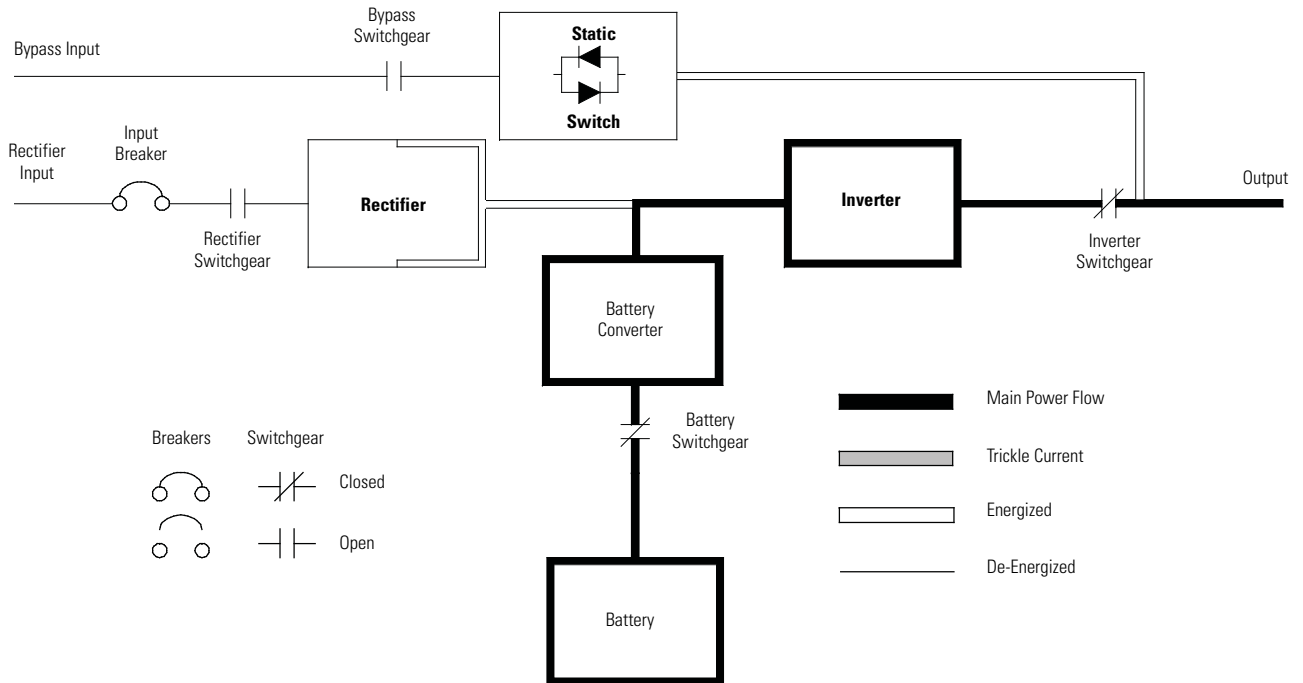 Bypass Input
Bypass
Switchgear
Static
Switch
Rectifier
Input
Input
Breaker
Rectifier
Switchgear
Rectifier
Inverter
Inverter
Switchgear
Output
Battery
Converter
Battery
Switchgear
Battery
Breakers
Switchgear
Closed
Open
Main Power Flow
Trickle Current
Energized
De-Energized